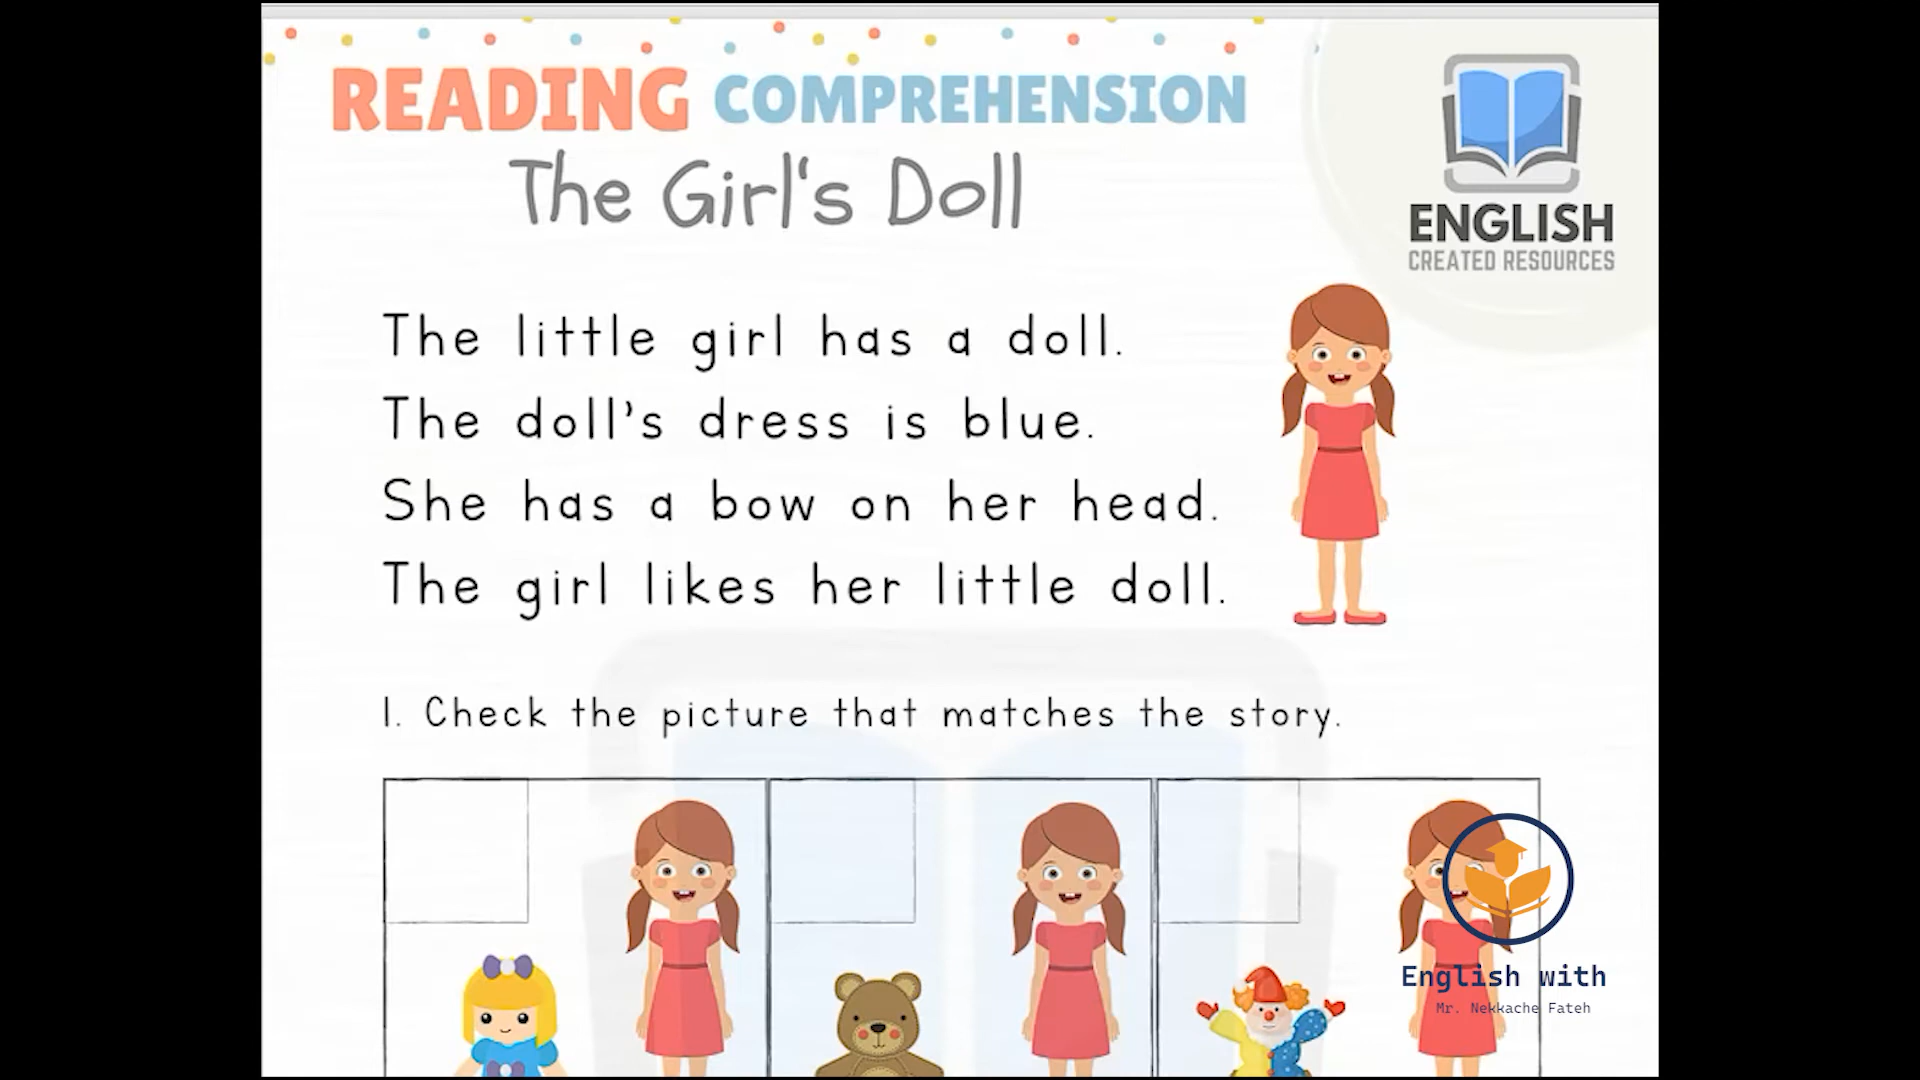 READING COMPREHENSION
The Girl's Doll
ENGLISH
CREATED RESOURCES
The little girl has a doll.
The doll's dress is blue.
She has a bow on her head.
The girl likes her little doll.
1. Check the picture that matches the story.
English with
Mr. Nekkache Fateh